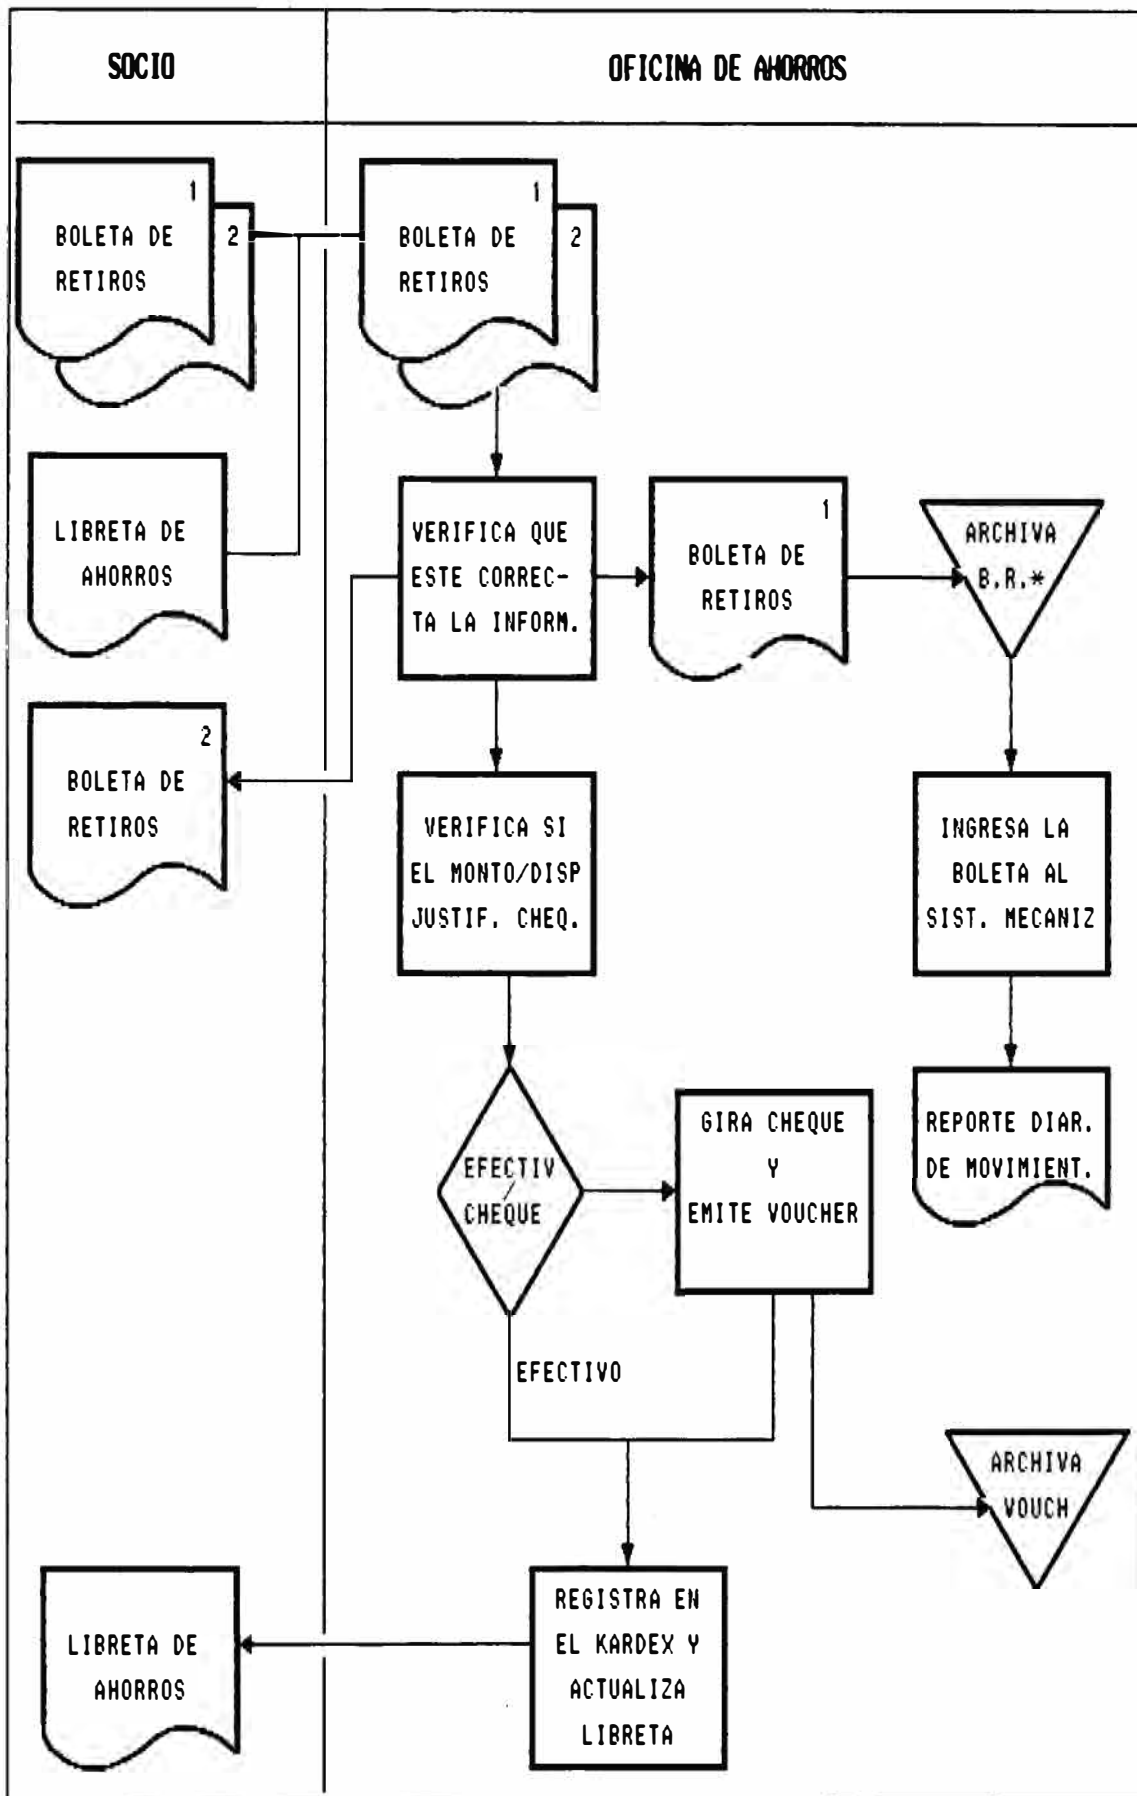 SOCIO
OFICINA DE AHORROS
1
2
BOLETA DE
RETIROS
1
2
BOLETA DE
RETIROS
LIBRETA DE
AHORROS
VERIFICA QUE
ESTE CORREC-
TA LA INFORM.
1
BOLETA DE
RETIROS
ARCHIVA
B.R.*
2
BOLETA DE
RETIROS
VERIFICA SI
EL MONTO/DISP
JUSTIF. CHEQ.
INGRESA LA
BOLETA AL
SIST. MECANIZ
EFECTIV
/
CHEQUE
GIRA CHEQUE
Y
EMITE VOUCHER
REPORTE DIAR.
DE MOVIMIENT.
EFECTIVO
ARCHIVA
VOUCH
LIBRETA DE
AHORROS
REGISTRA EN
EL KARDEX Y
ACTUALIZA
LIBRETA